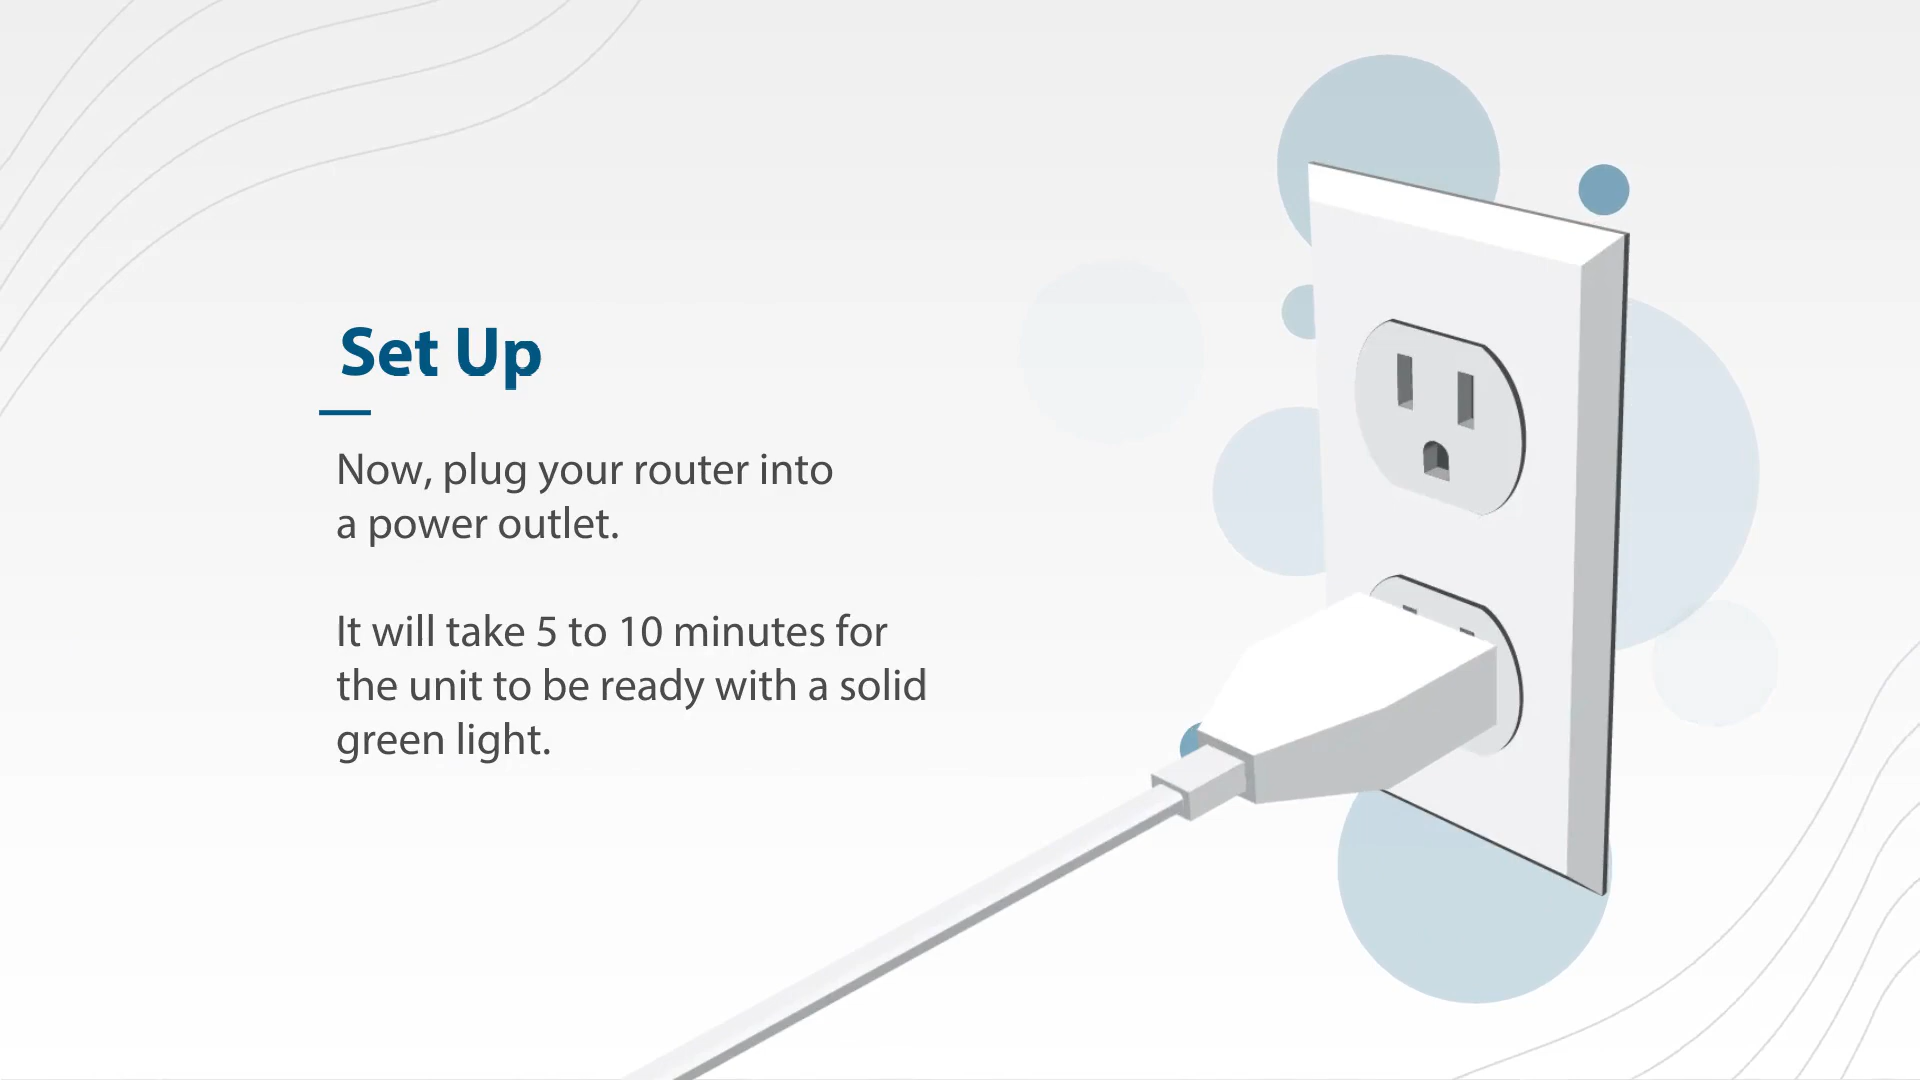 Set Up
Now, plug your router into
a power outlet.
It will take 5 to 10 minutes for
the unit to be ready with a solid
green light.